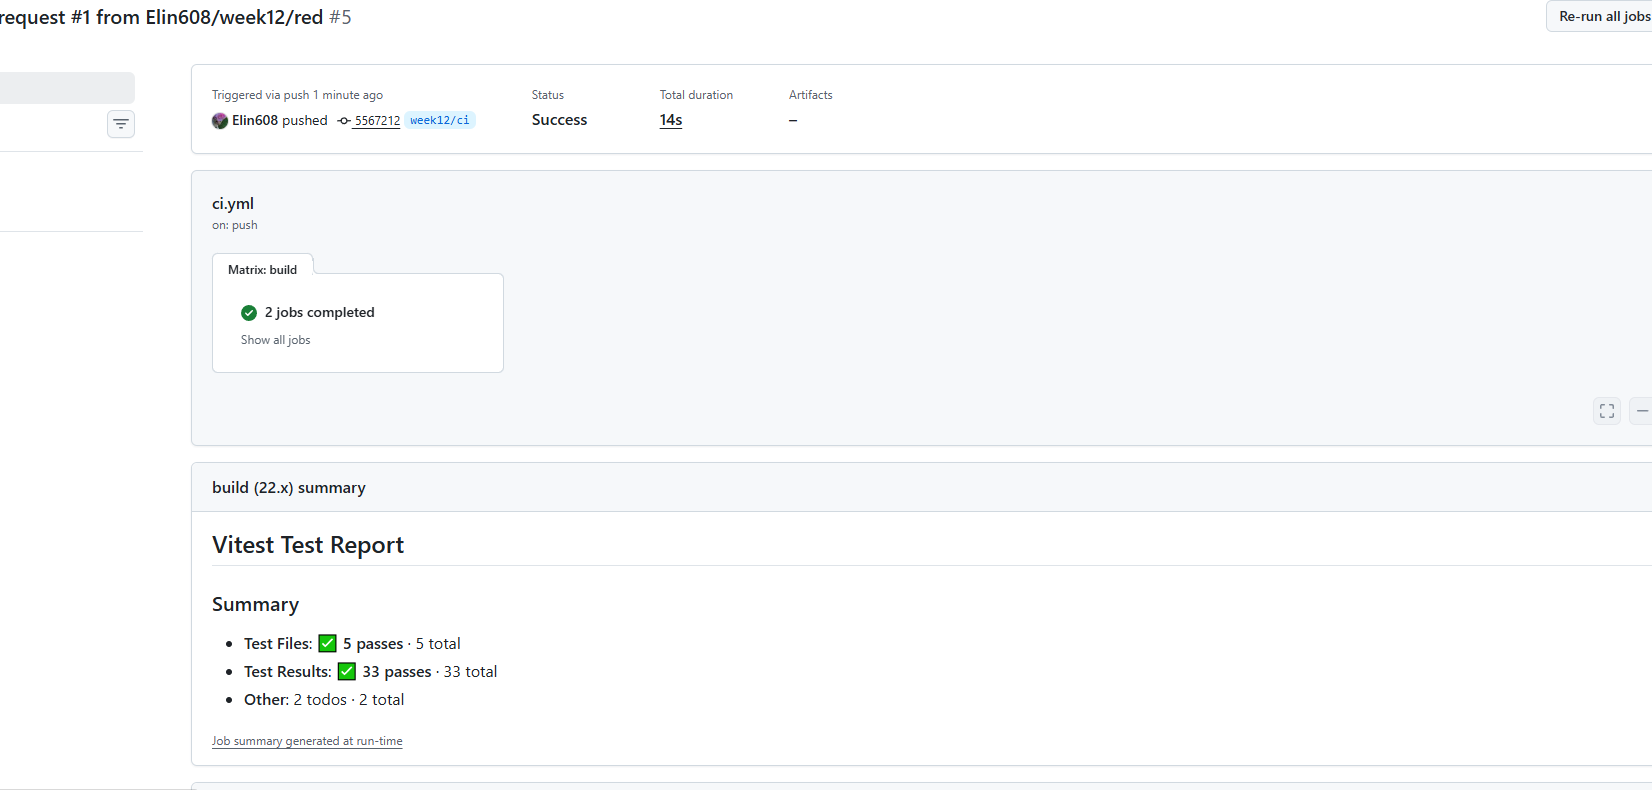 request #1 from Elin608/week12/red #5
Re-run all jobs
Triggered via push 1 minute ago
Elin608 pushed 5567212 week12/ci
Status
Success
Total duration
14s
Artifacts
–
ci.yml
on: push
Matrix: build
2 jobs completed
Show all jobs
build (22.x) summary
Vitest Test Report
Summary
• Test Files: ✅ 5 passes · 5 total
• Test Results: ✅ 33 passes · 33 total
• Other: 2 todos · 2 total
Job summary generated at run-time